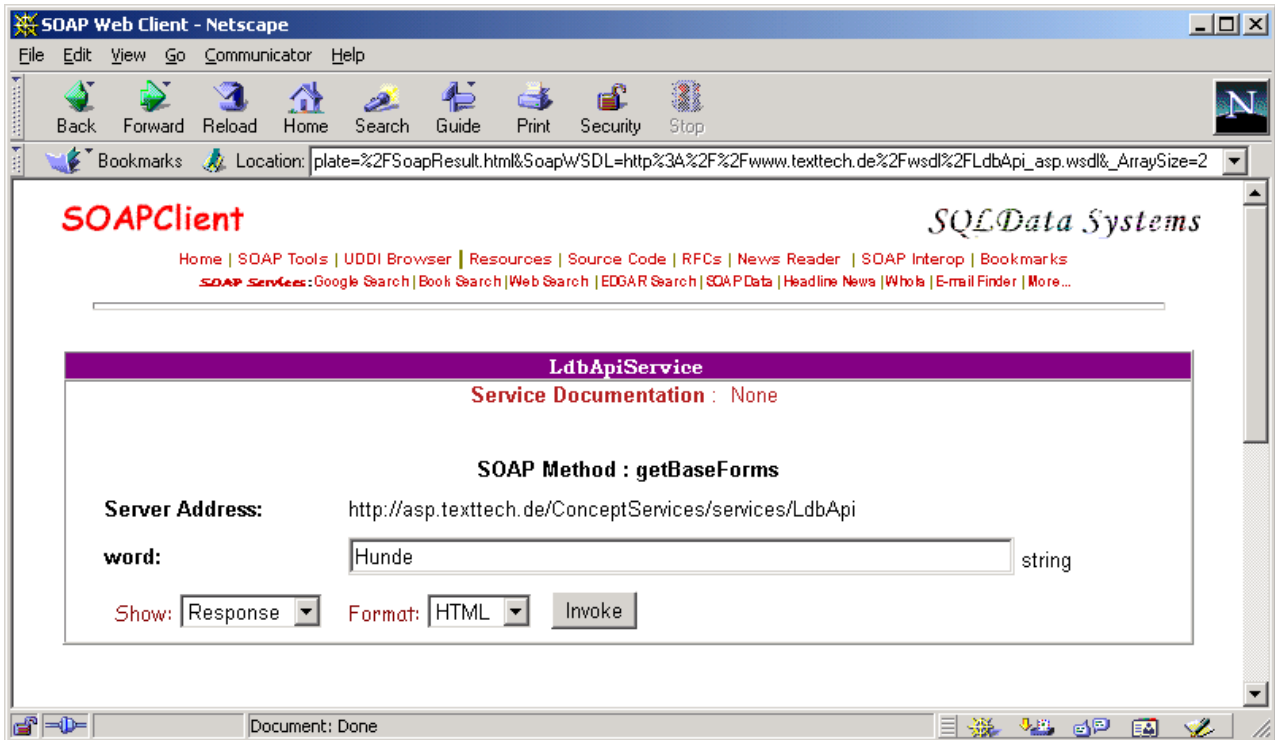 SOAP Web Client - Netscape
File Edit View Go Communicator Help
Back Forward Reload Home Search Guide Print Security Stop
N
Bookmarks Location: plate=%2FSoapResult.html&SoapWSDL=http%3A%2F%2Fwww.texttech.de%2Fwsdl%2FLdbApi_asp.wsdl&_ArraySize=2
SOAPClient SQLData Systems
Home | SOAP Tools | UDDI Browser | Resources | Source Code | RFCs | News Reader | SOAP Interop | Bookmarks
SOAP Services: Google Search | Book Search | Web Search | EDGAR Search | SOAP Data | Headline News | WhoIs | E-mail Finder | More...
LdbApiService
Service Documentation : None
SOAP Method : getBaseForms
Server Address: http://asp.texttech.de/ConceptServices/services/LdbApi
word: Hunde string
Show: Response Format: HTML Invoke
Document: Done